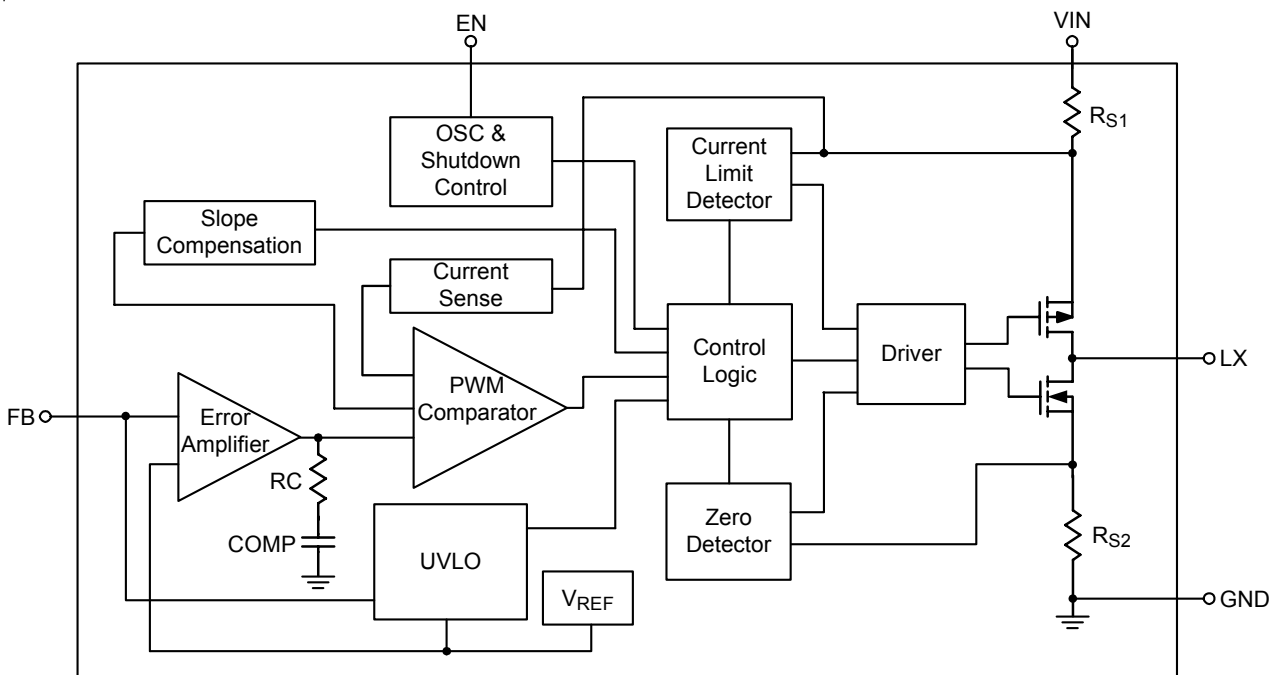 EN
VIN
OSC &
Shutdown
Control
Current
Limit
Detector
RS1
Slope
Compensation
Current
Sense
Control
Logic
Driver
LX
FB
Error
Amplifier
PWM
Comparator
RC
COMP
UVLO
VREF
Zero
Detector
RS2
GND